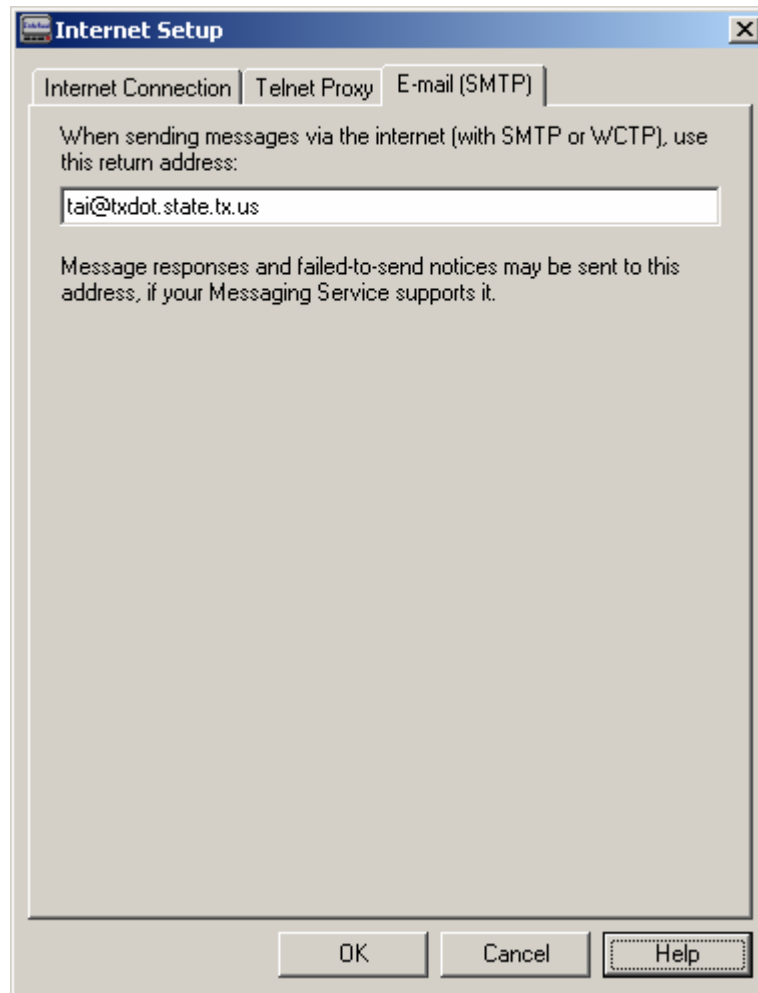 Internet Setup
Internet Connection
Telnet Proxy
E-mail (SMTP)
When sending messages via the internet (with SMTP or WCTP), use
this return address:
tai@txdot.state.tx.us
Message responses and failed-to-send notices may be sent to this
address, if your Messaging Service supports it.
OK
Cancel
Help